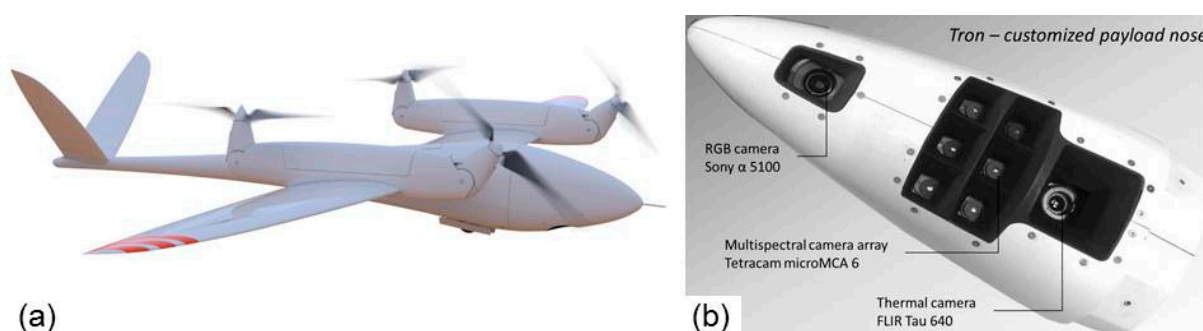 (a)
Tron – customized payload nose
RGB camera
Sony α 5100
Multispectral camera array
Tetracam microMCA 6
Thermal camera
FLIR Tau 640
(b)